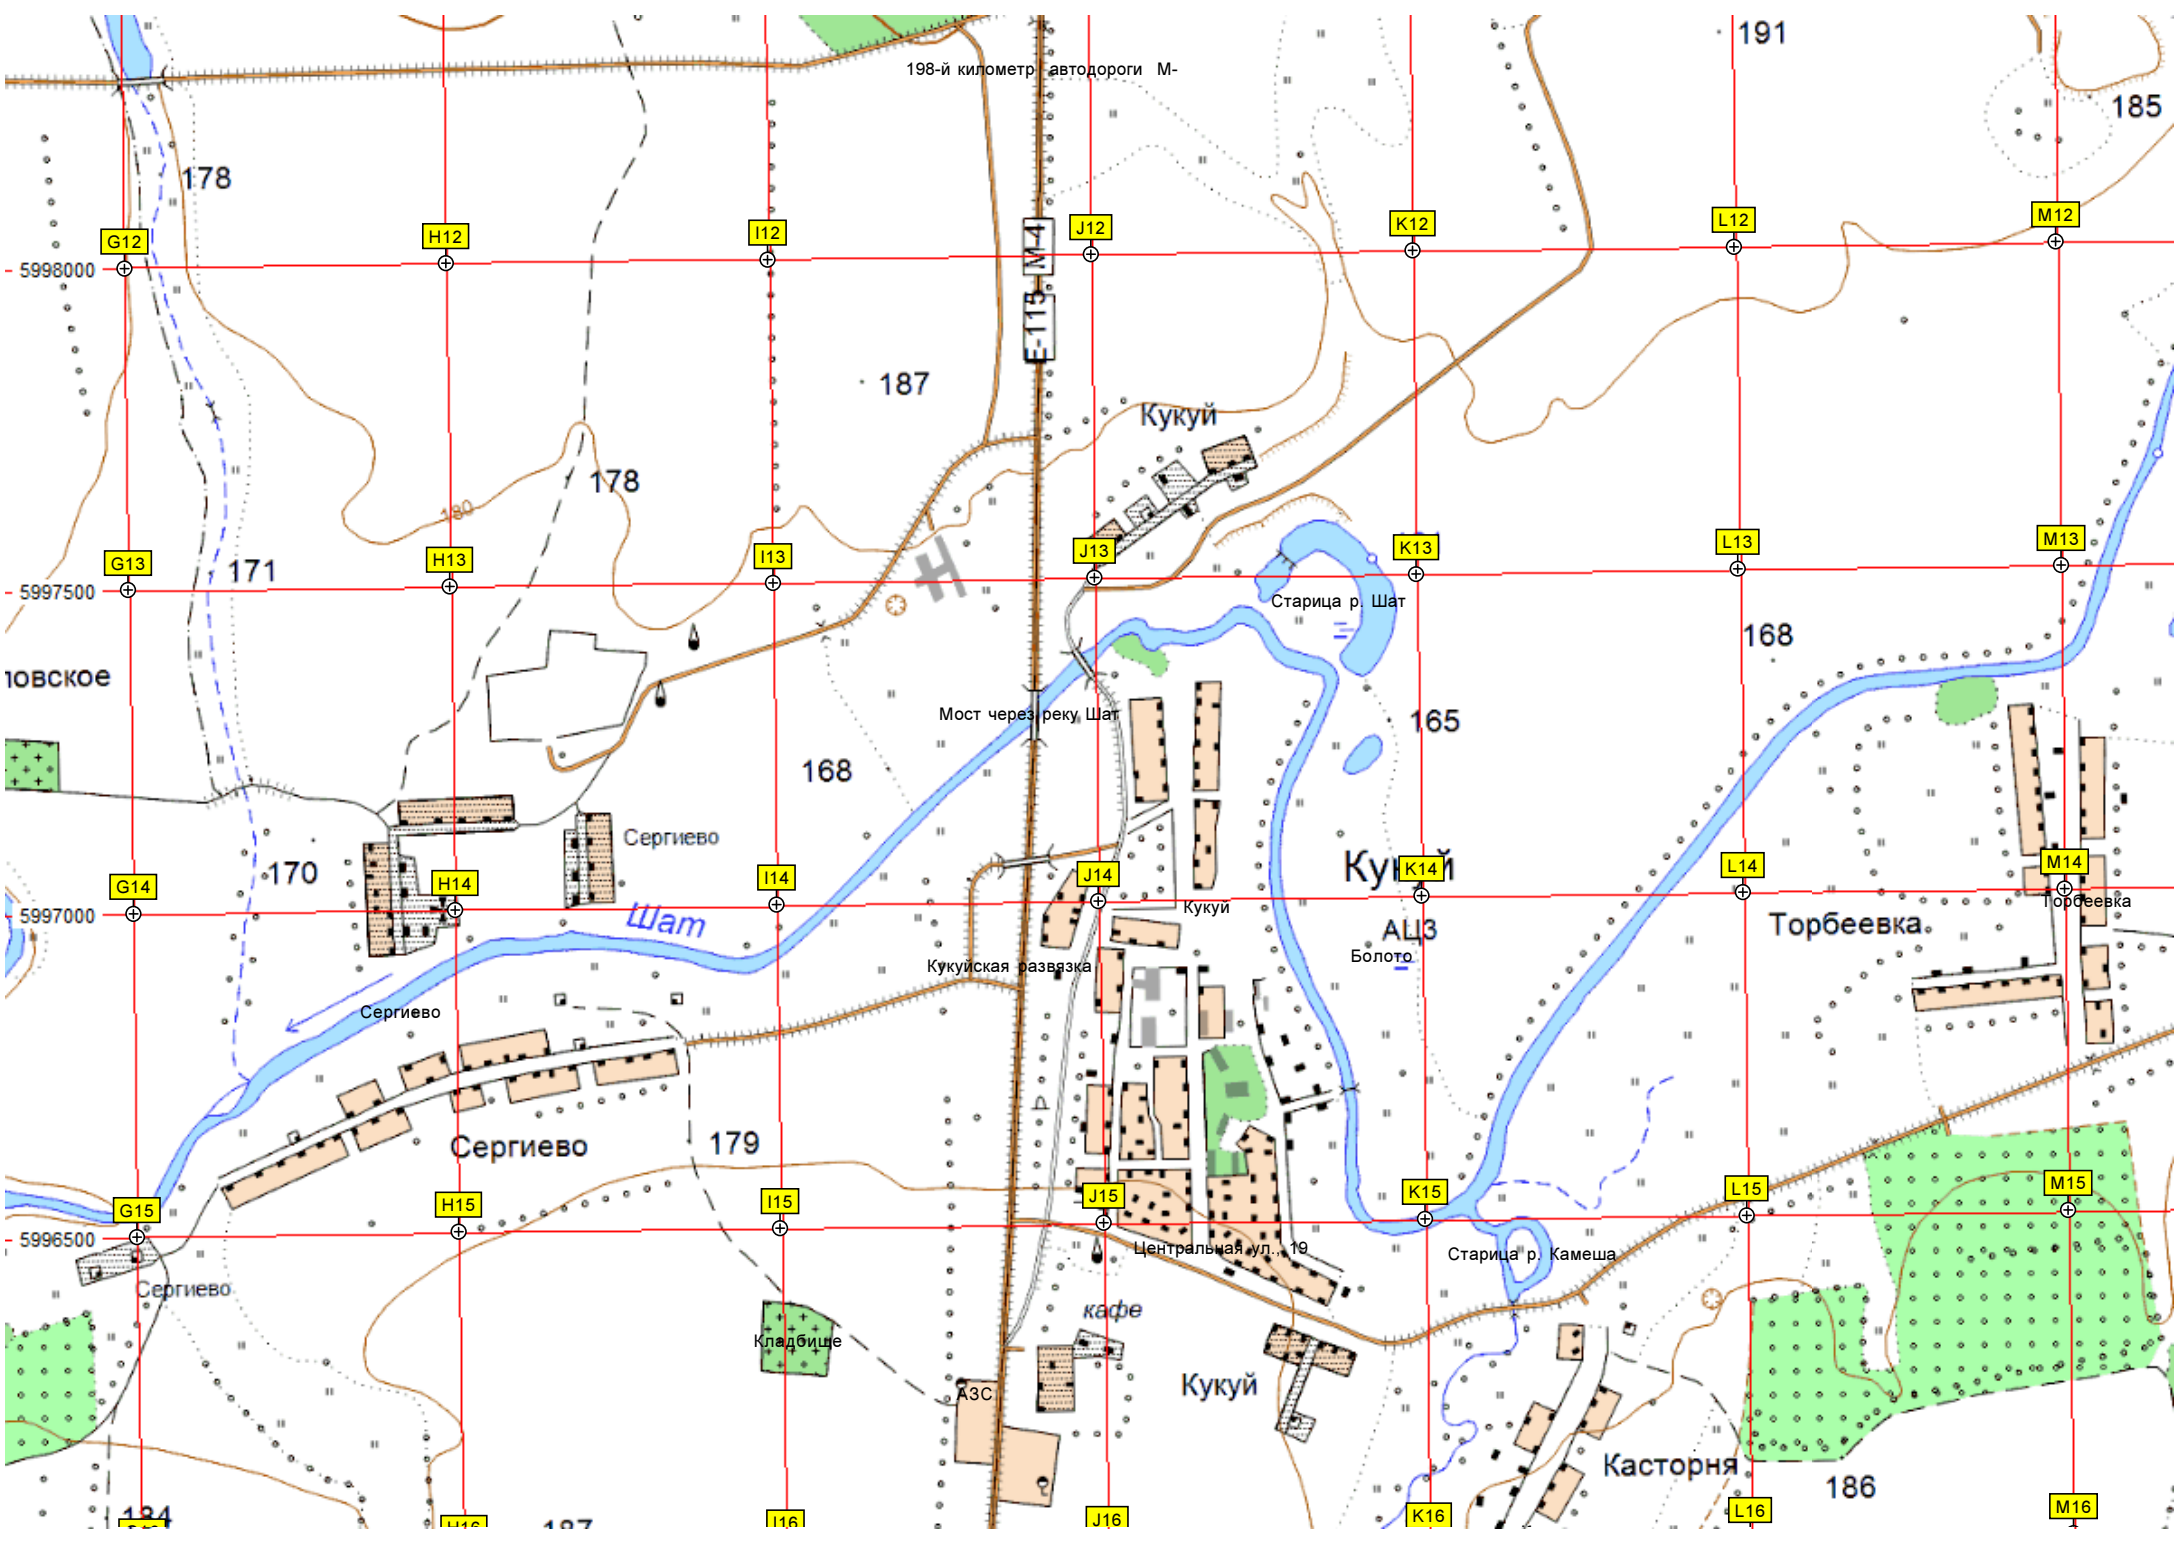 191
198-й километр автодороги М-
185
178
G12
H12
I12
J12
K12
L12
M12
М-4
5998000
Е-115
187
Кукуй
178
180
G13
H13
I13
J13
K13
L13
M13
171
5997500
Старица р. Шат
168
ловское
Мост через реку Шат
165
168
Сергиево
Кукуй
170
G14
H14
I14
J14
K14
L14
M14
5997000
Шат
Кукуй
Торбеевка
Торбеевка
АЦЗ
Болото
Кукуйская развязка
Сергиево
Сергиево
179
G15
H15
I15
J15
K15
L15
M15
5996500
Центральная ул., 19
Старица р. Камеша
Сергиево
кафе
Кладбище
Кукуй
АЗС
Касторня
186
184
187
H16
I16
J16
K16
L16
M16